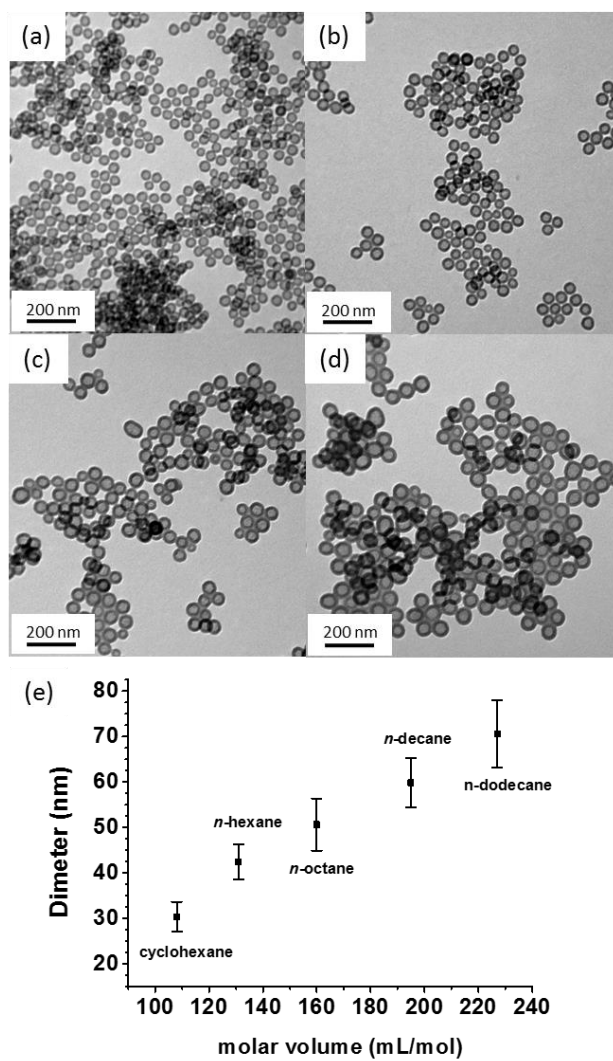 (a)
(b)
200 nm
200 nm
(c)
(d)
200 nm
200 nm
(e)
80
70
60
50
40
30
20
Dimeter (nm)
n-decane
n-hexane
n-dodecane
n-octane
cyclohexane
100 120 140 160 180 200 220 240
molar volume (mL/mol)